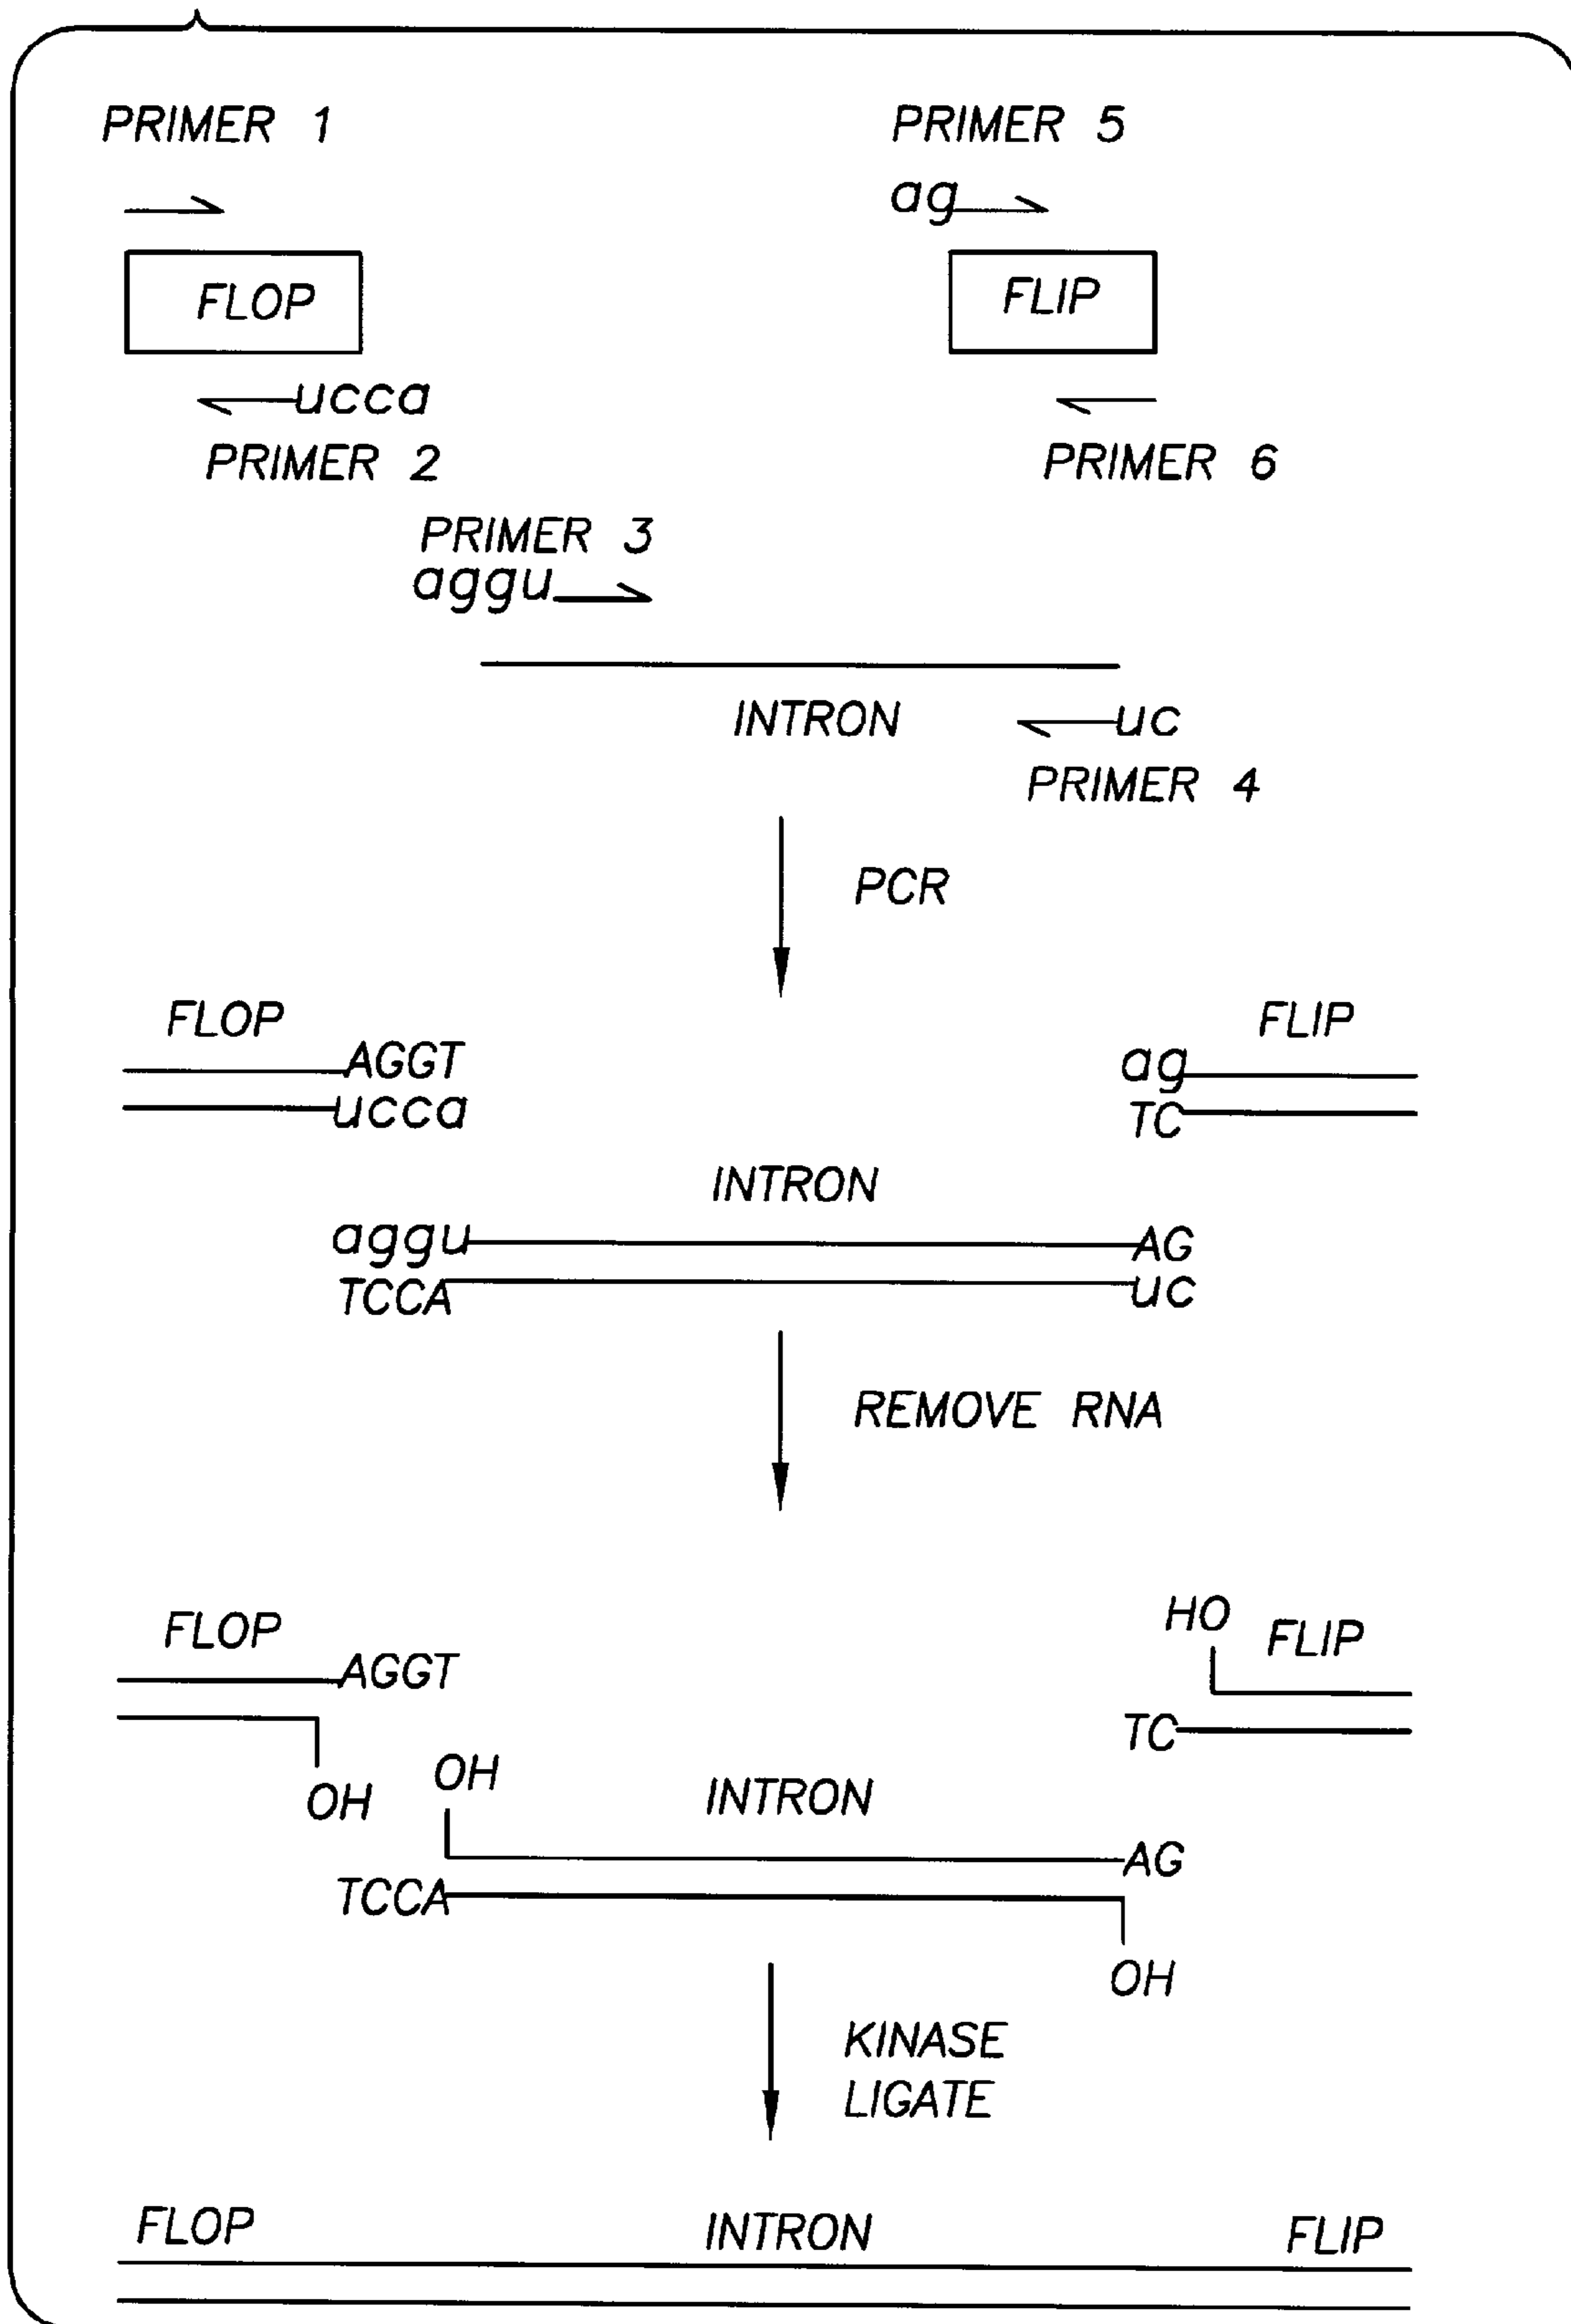 PRIMER 1
PRIMER 5
ag
FLOP
FLIP
ucca
PRIMER 2
PRIMER 6
PRIMER 3
aggu
INTRON
uc
PRIMER 4
PCR
FLOP
FLIP
AGGT
ag
ucca
TC
INTRON
aggu
AG
TCCA
uc
REMOVE RNA
FLOP
HO
FLIP
AGGT
TC
OH
OH
INTRON
AG
TCCA
OH
KINASE
LIGATE
FLOP
INTRON
FLIP